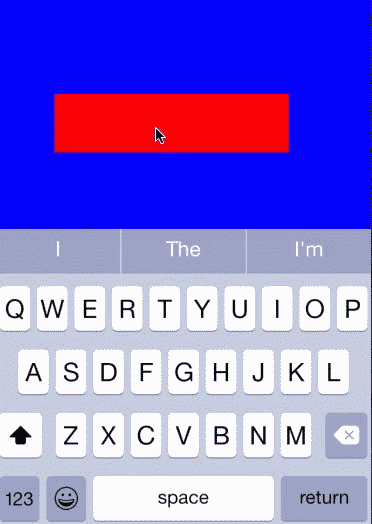 I The I'm
Q W E R T Y U I O P
A S D F G H J K L
Z X C V B N M
123 space return